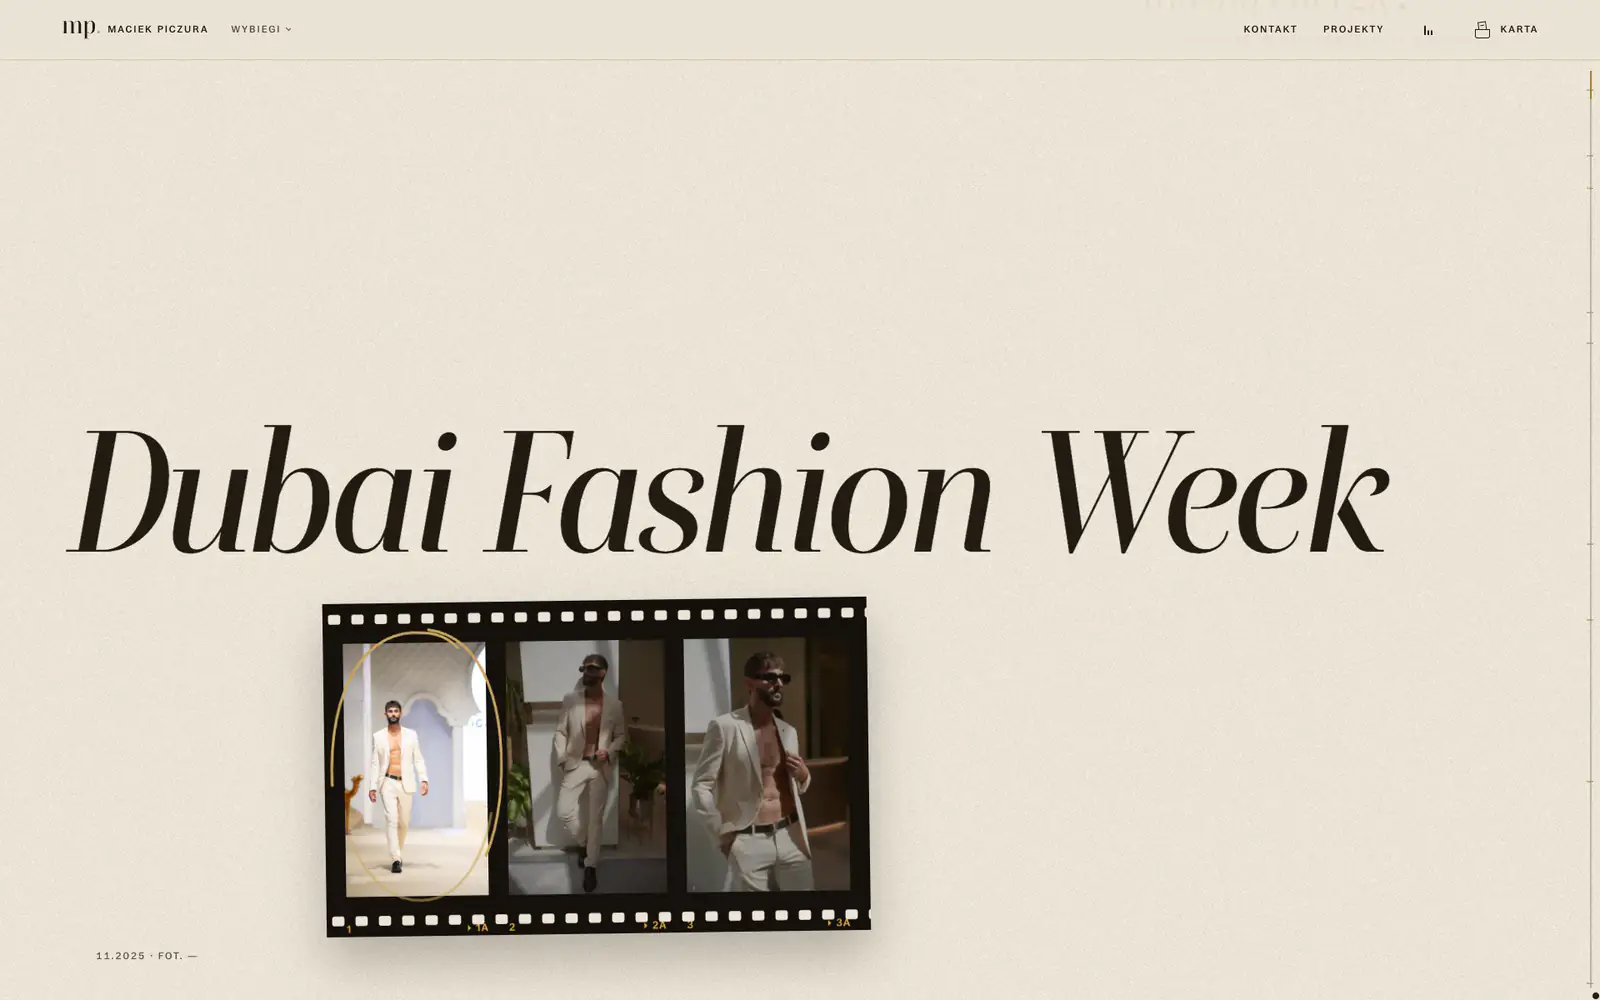 mp. MACIEK PICZURA WYBIEGI
KONTAKT PROJEKTY KARTA
Dubai Fashion Week
1 1A 2 2A 3 3A
11.2025 · FOT. —